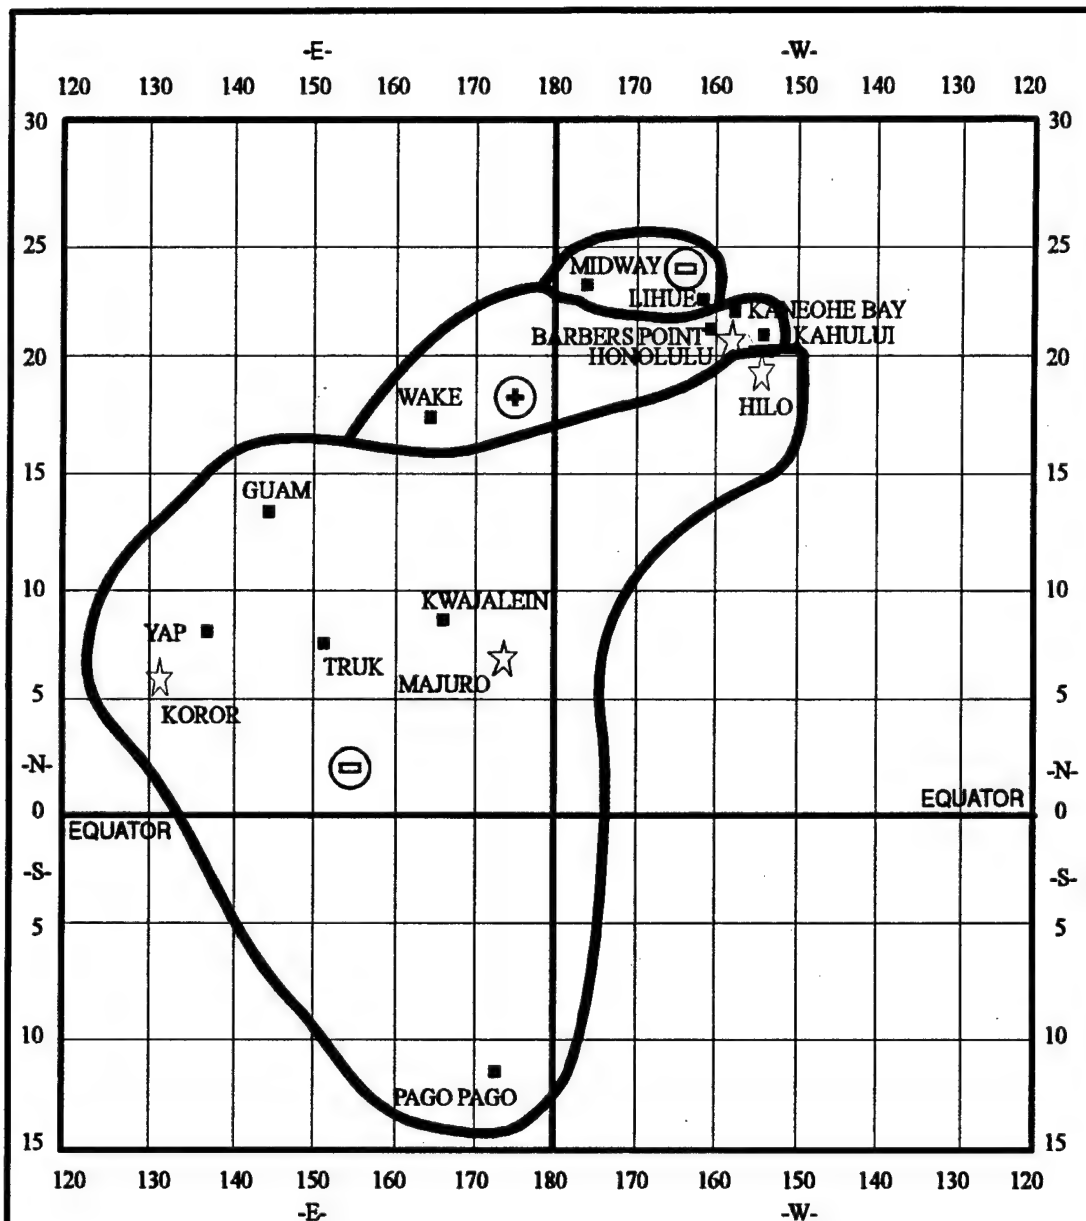 -E- -W-
120 130 140 150 160 170 180 170 160 150 140 130 120
30 30
25 25
MIDWAY
LIHUE
KANEOHE BAY
BARBERS POINT KAHULUI
20 HONOLULU 20
WAKE
HILO
15 15
GUAM
10 10
KWAJALEIN
YAP
TRUK
MAJURO
5 5
KOROR
-N- -N-
EQUATOR
0 0
EQUATOR
-S- -S-
5 5
10 10
PAGO PAGO
15 15
120 130 140 150 160 170 180 170 160 150 140 130 120
-E- -W-